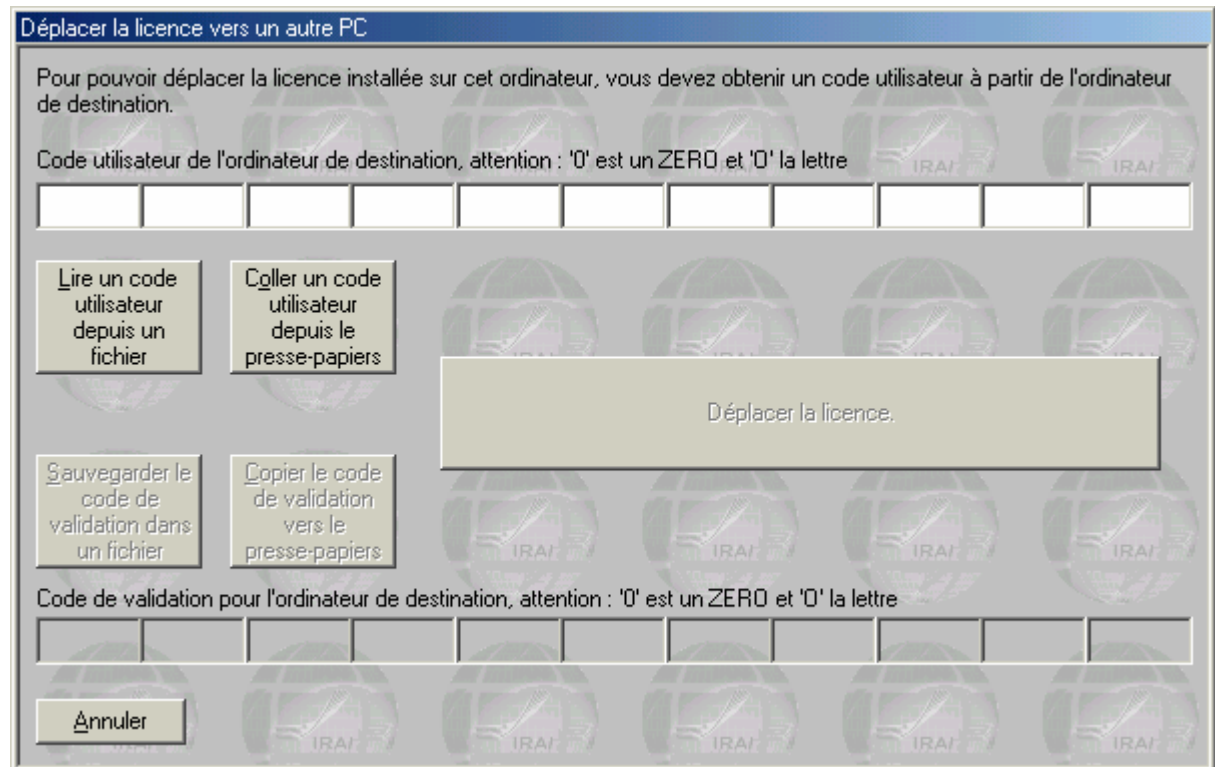 Déplacer la licence vers un autre PC
Pour pouvoir déplacer la licence installée sur cet ordinateur, vous devez obtenir un code utilisateur à partir de l'ordinateur
de destination.
Code utilisateur de l'ordinateur de destination, attention : '0' est un ZERO et 'O' la lettre
Lire un code
utilisateur
depuis un
fichier
Coller un code
utilisateur
depuis le
presse-papiers
Déplacer la licence.
Sauvegarder le
code de
validation dans
un fichier
Copier le code
de validation
vers le
presse-papiers
Code de validation pour l'ordinateur de destination, attention : '0' est un ZERO et 'O' la lettre
Annuler
IRAI